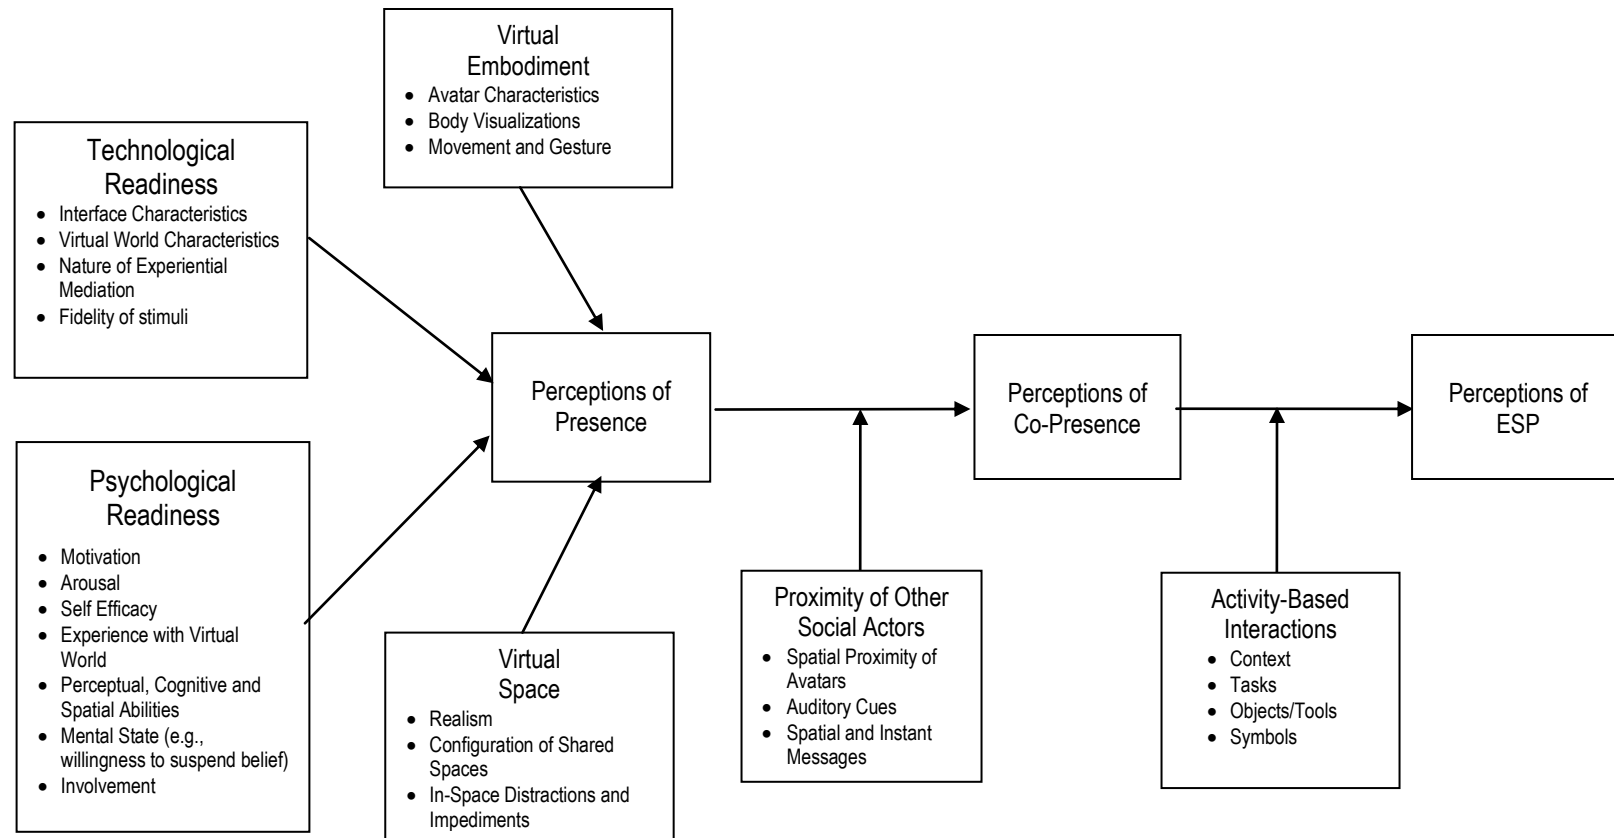 Virtual
Embodiment
• Avatar Characteristics
• Body Visualizations
• Movement and Gesture
Technological
Readiness
• Interface Characteristics
• Virtual World Characteristics
• Nature of Experiential
Mediation
• Fidelity of stimuli
Perceptions of
Presence
Perceptions of
Co-Presence
Perceptions of
ESP
Psychological
Readiness
• Motivation
• Arousal
• Self Efficacy
• Experience with Virtual
World
• Perceptual, Cognitive and
Spatial Abilities
• Mental State (e.g.,
willingness to suspend belief)
• Involvement
Virtual
Space
• Realism
• Configuration of Shared
Spaces
• In-Space Distractions and
Impediments
Proximity of Other
Social Actors
• Spatial Proximity of
Avatars
• Auditory Cues
• Spatial and Instant
Messages
Activity-Based
Interactions
• Context
• Tasks
• Objects/Tools
• Symbols